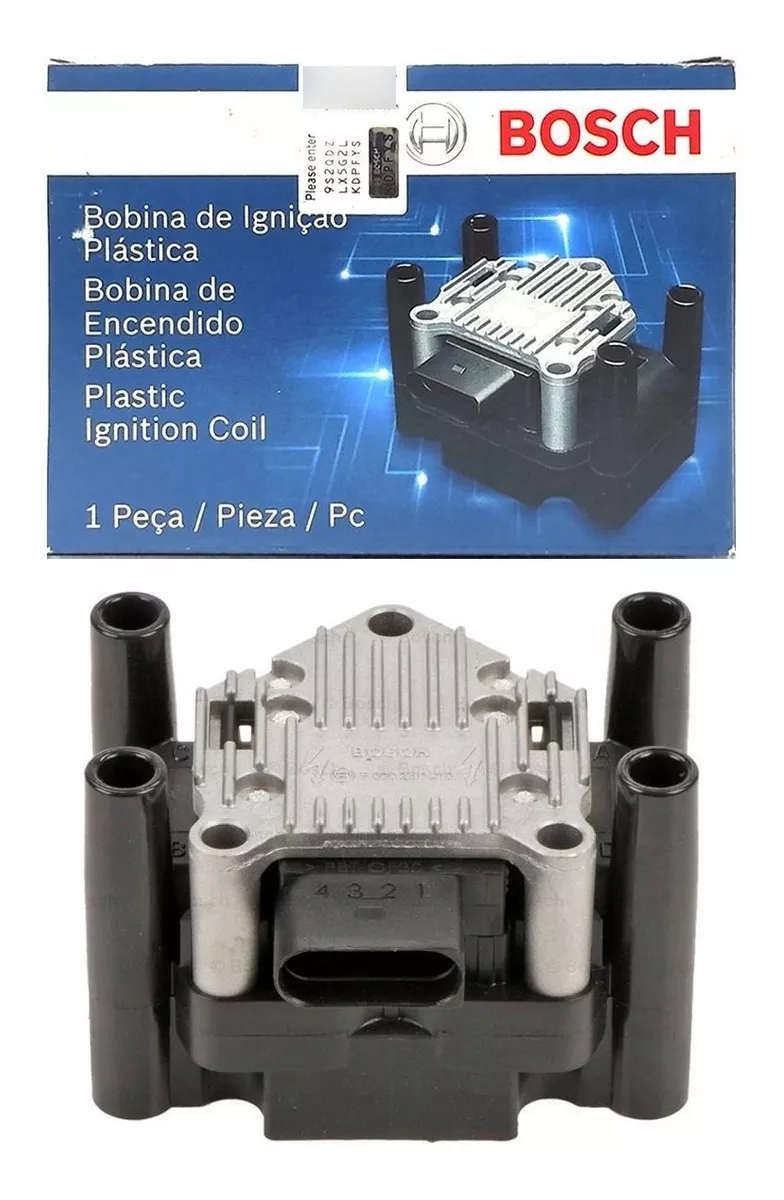 Please enter
9S2QDZ
LX5G2L
KDPFYS
BOSCH
BOSCH
Bobina de Ignição
Plástica
Bobina de
Encendido
Plástica
Plastic
Ignition Coil
1 Peça / Pieza / Pc
BOSCH
C
A
B
D
4 3 2 1